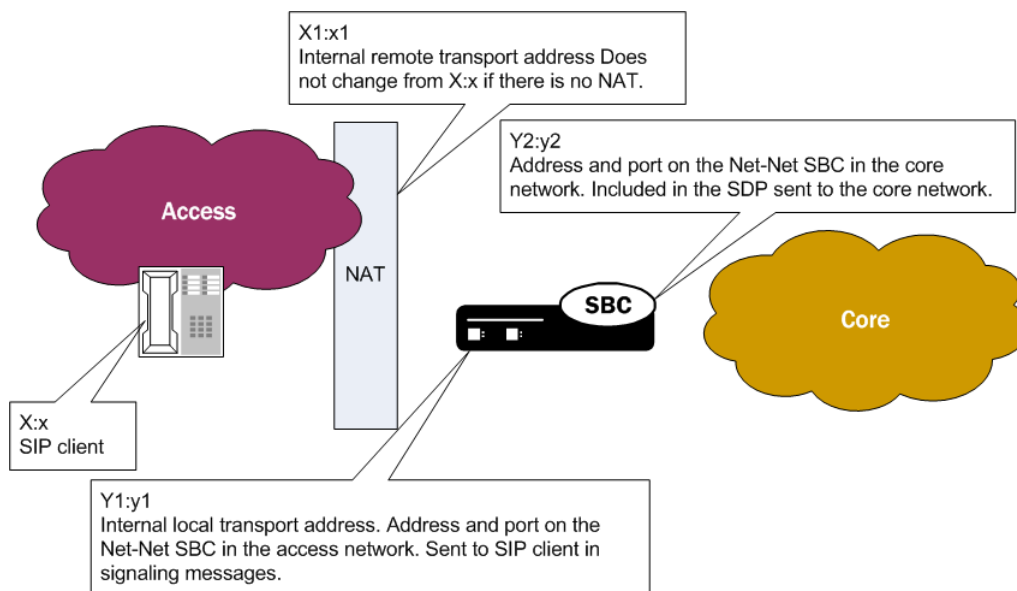 X1:x1
Internal remote transport address Does
not change from X:x if there is no NAT.
Y2:y2
Address and port on the Net-Net SBC in the core
network. Included in the SDP sent to the core network.
Access
NAT
SBC
Core
X:x
SIP client
Y1:y1
Internal local transport address. Address and port on the
Net-Net SBC in the access network. Sent to SIP client in
signaling messages.